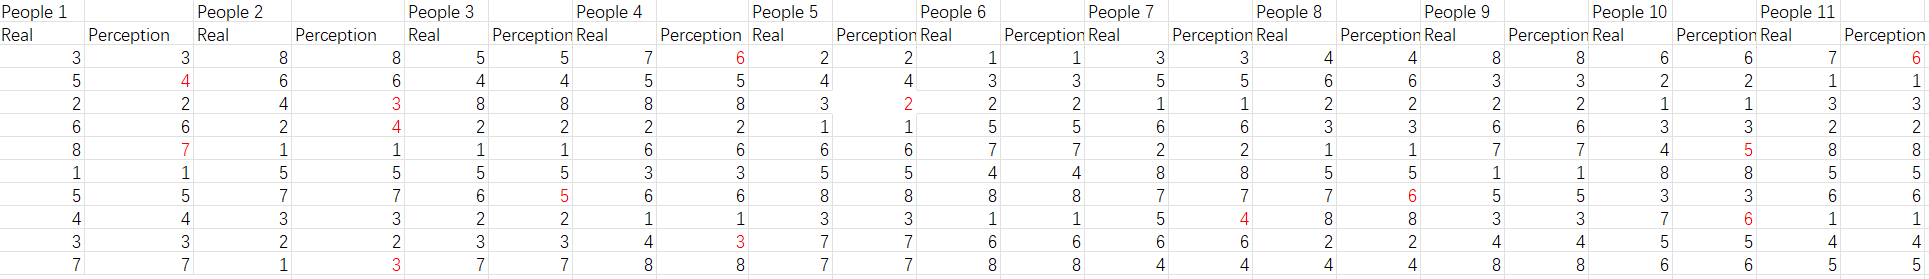 People 1 People 2 People 3 People 4 People 5 People 6 People 7 People 8 People 9 People 10 People 11
Real Perception Real Perception Real Perception Real Perception Real Perception Real Perception Real Perception Real Perception Real Perception Real Perception Real Perception
3 3 8 8 5 5 7 6 2 2 1 1 3 3 4 4 8 8 6 6 7 6
5 4 6 6 4 4 5 5 4 4 3 3 5 5 6 6 3 3 2 2 1 1
2 2 4 3 8 8 8 8 3 2 2 2 1 1 2 2 2 2 1 1 3 3
6 6 2 4 2 2 2 2 1 1 5 5 6 6 3 3 6 6 3 3 2 2
8 7 1 1 1 1 6 6 6 6 7 7 2 2 1 1 7 7 4 5 8 8
1 1 5 5 5 5 3 3 5 5 4 4 8 8 5 5 1 1 8 8 5 5
5 5 7 7 6 5 6 6 8 8 8 8 7 7 7 6 5 5 3 3 6 6
4 4 3 3 2 2 1 1 3 3 1 1 5 4 8 8 3 3 7 6 1 1
3 3 2 2 3 3 4 3 7 7 6 6 6 6 2 2 4 4 5 5 4 4
7 7 1 3 7 7 8 8 7 7 8 8 4 4 4 4 8 8 6 6 5 5